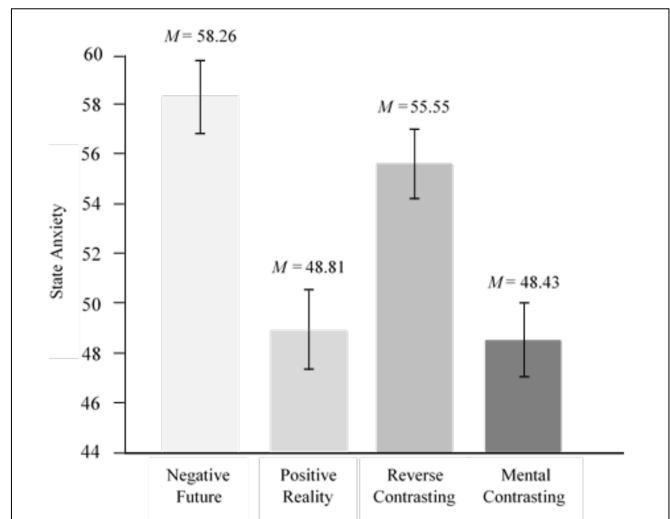 M = 58.26
60
58
M = 55.55
56
54
State Anxiety
52
M = 48.81
M = 48.43
50
48
46
44
Negative Positive Reverse Mental
Future Reality Contrasting Contrasting